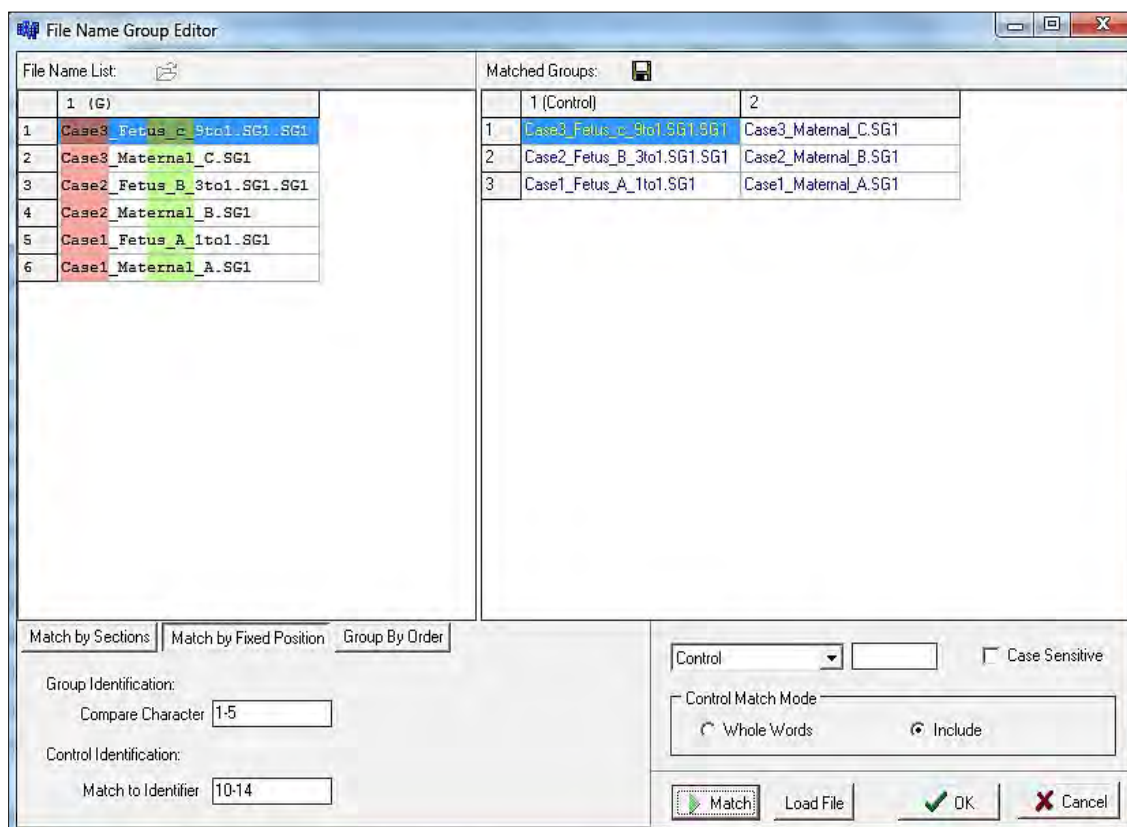 File Name Group Editor
File Name List:
Matched Groups:
1 (G)
1 Case3_Fetus_c_9to1.SG1.SG1
2 Case3_Maternal_C.SG1
3 Case2_Fetus_B_3to1.SG1.SG1
4 Case2_Maternal_B.SG1
5 Case1_Fetus_A_1to1.SG1
6 Case1_Maternal_A.SG1
1 (Control) 2
1 Case3_Fetus_c_9to1.SG1.SG1 Case3_Maternal_C.SG1
2 Case2_Fetus_B_3to1.SG1.SG1 Case2_Maternal_B.SG1
3 Case1_Fetus_A_1to1.SG1 Case1_Maternal_A.SG1
Match by Sections Match by Fixed Position Group By Order
Group Identification:
Compare Character 1-5
Control Identification:
Match to Identifier 10-14
Control Case Sensitive
Control Match Mode
Whole Words Include
Match Load File OK Cancel